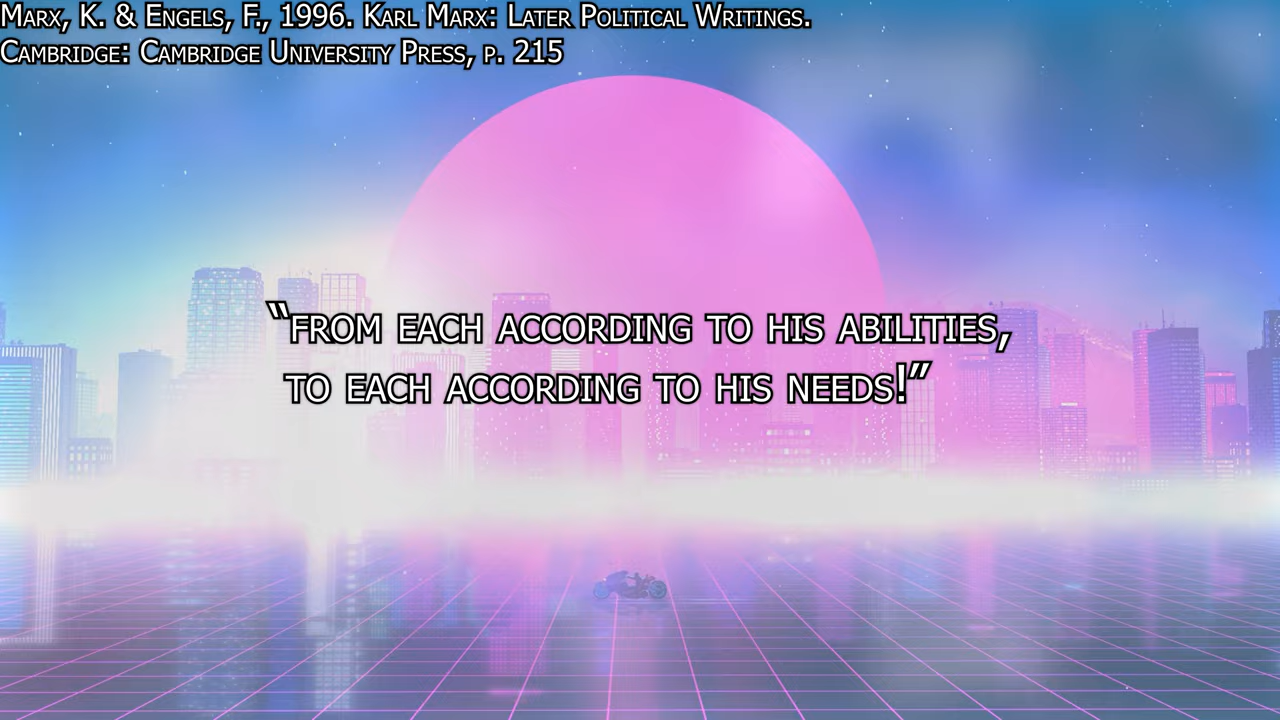 Marx, K. & Engels, F., 1996. Karl Marx: Later Political Writings.
Cambridge: Cambridge University Press, p. 215
“from each according to his abilities,
to each according to his needs!”